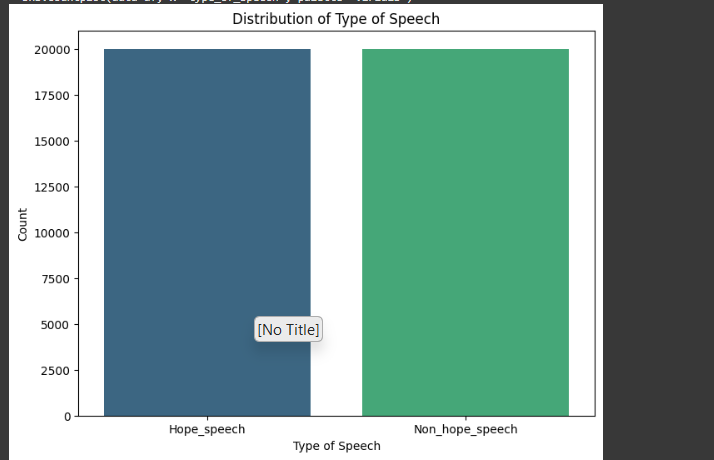 Distribution of Type of Speech
20000
17500
15000
12500
10000
7500
5000
2500
0
Count
[No Title]
Hope_speech
Non_hope_speech
Type of Speech